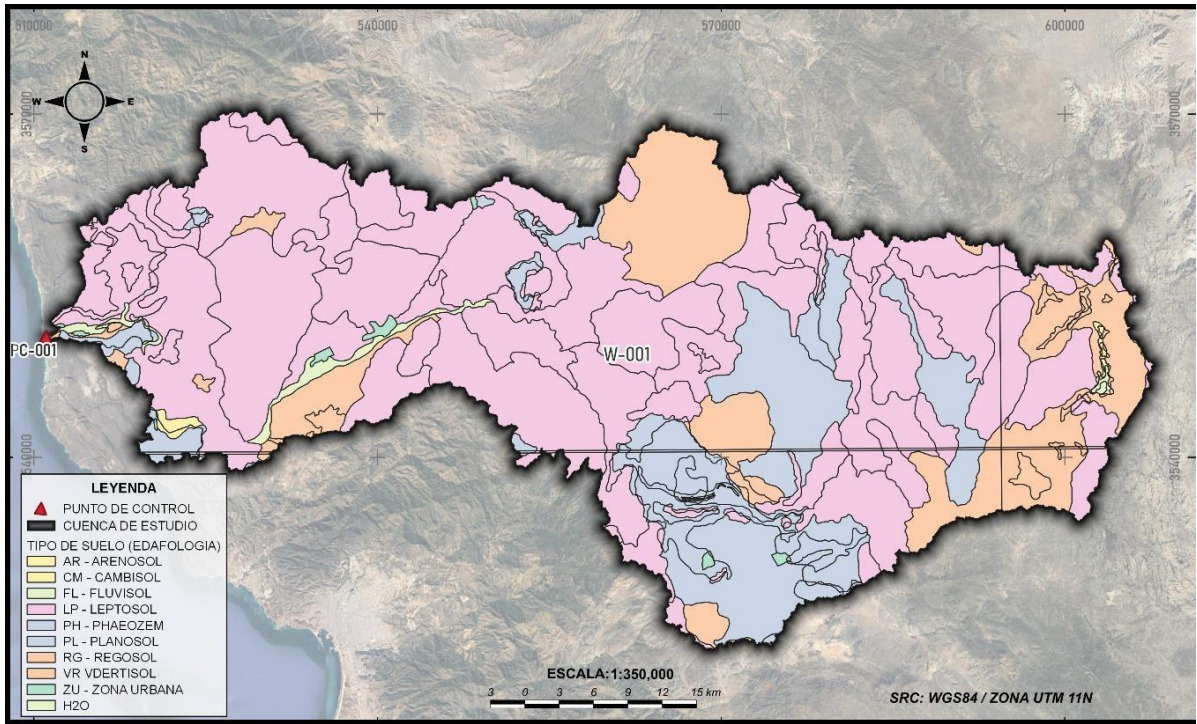 510000 540000 570000 600000
N
W E
S
3570000 3570000
PC-001
W-001
3540000 3540000
LEYENDA
PUNTO DE CONTROL
CUENCA DE ESTUDIO
TIPO DE SUELO (EDAFOLOGIA)
AR - ARENOSOL
CM - CAMBISOL
FL - FLUVISOL
LP - LEPTOSOL
PH - PHAEOZEM
PL - PLANOSOL
RG - REGOSOL
VR VDERTISOL
ZU - ZONA URBANA
H2O
ESCALA:1:350,000
3 0 3 6 9 12 15 km
SRC: WGS84 / ZONA UTM 11N